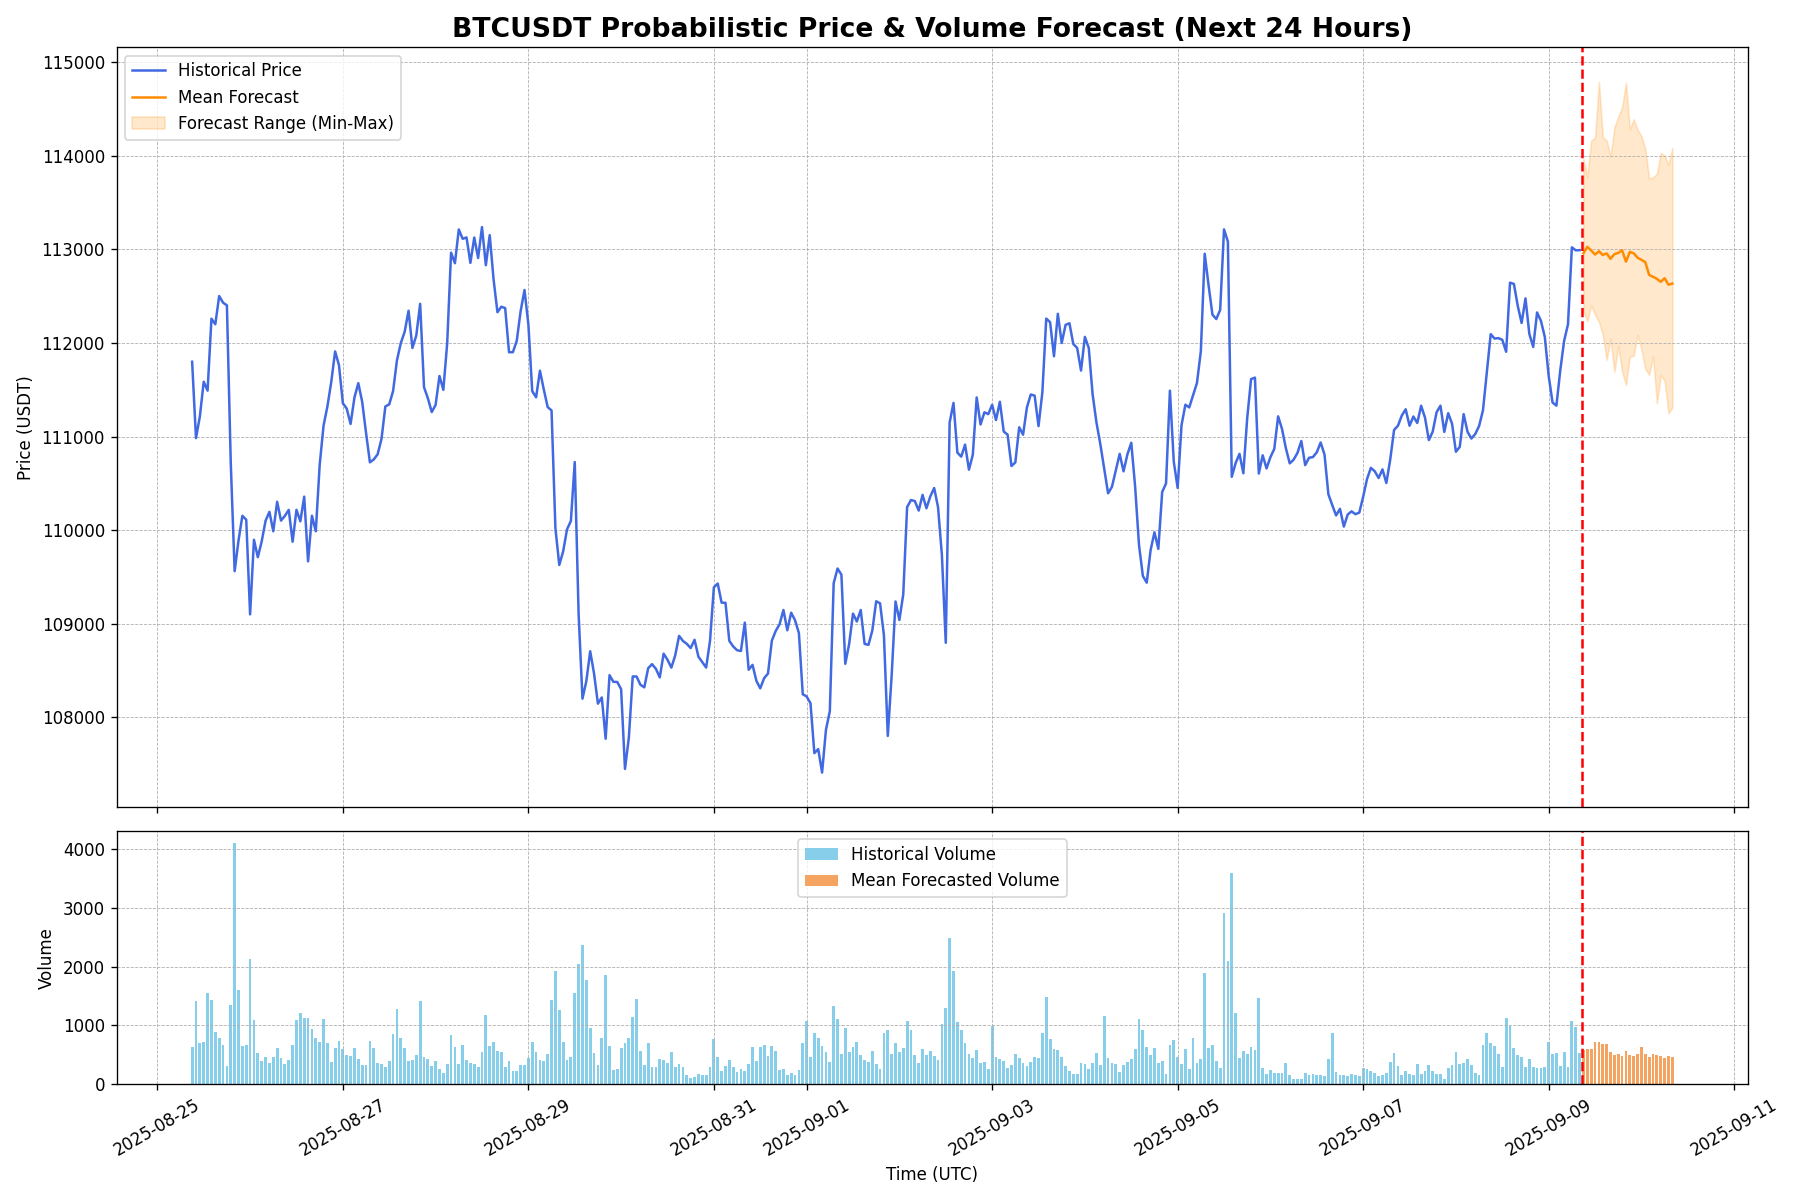 BTCUSDT Probabilistic Price & Volume Forecast (Next 24 Hours)
Historical Price
Mean Forecast
Forecast Range (Min-Max)
Price (USDT)
115000
114000
113000
112000
111000
110000
109000
108000
Historical Volume
Mean Forecasted Volume
Volume
4000
3000
2000
1000
0
2025-08-25
2025-08-27
2025-08-29
2025-08-31
2025-09-01
2025-09-03
2025-09-05
2025-09-07
2025-09-09
2025-09-11
Time (UTC)